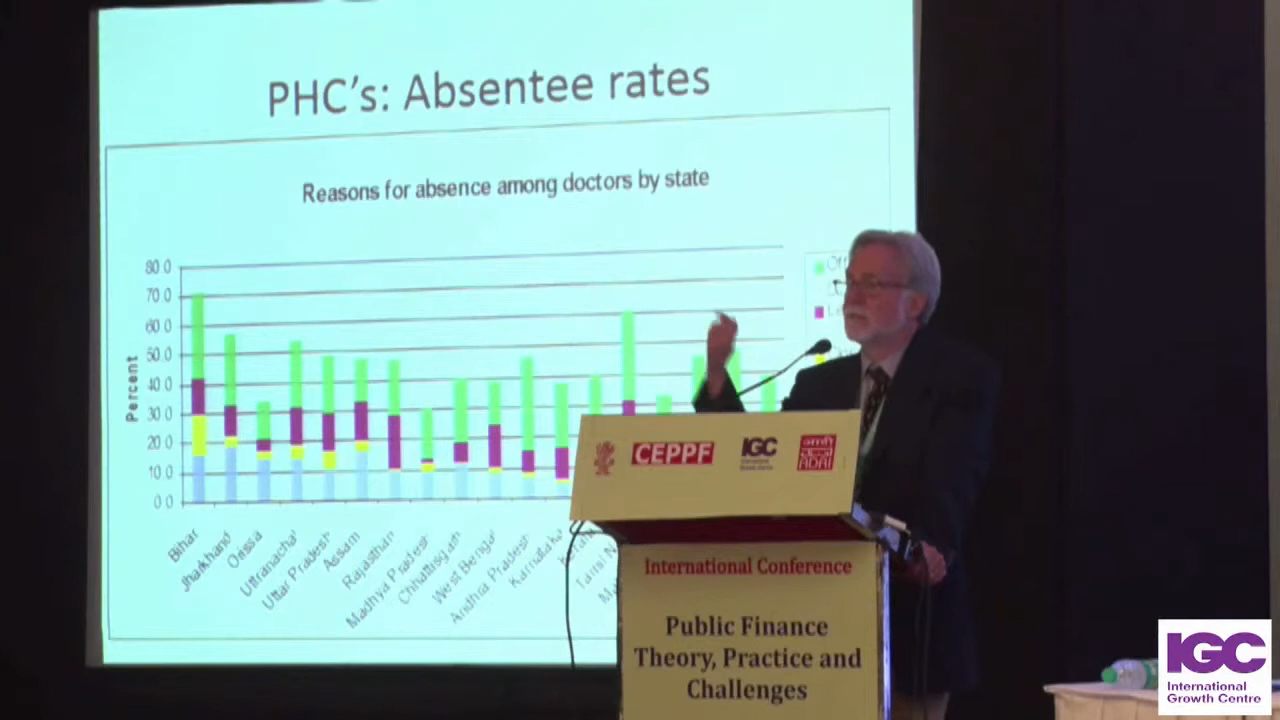 PHC's: Absentee rates
Reasons for absence among doctors by state
Percent
80.0
70.0
60.0
50.0
40.0
30.0
20.0
10.0
0.0
Bihar
Jharkhand
Orissa
Uttranachal
Uttar Pradesh
Assam
Rajasthan
Madhya Pradesh
Chhattisgath
West Bengal
Andhra Pradesh
Karnataka
CEPPF
IGC
ADRI
International Conference
Public Finance
Theory, Practice and
Challenges
IGC
International
Growth Centre